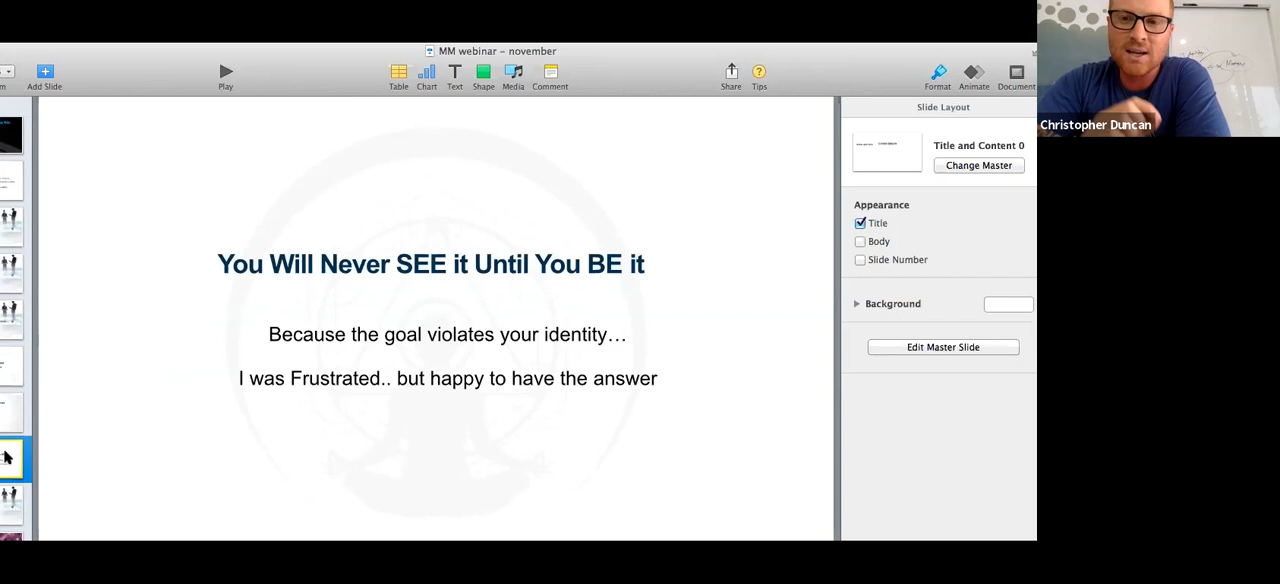 MM webinar – november
Add Slide
Play
Table
Chart
Text
Shape
Media
Comment
Share
Tips
Format
Animate
Document
Slide Layout
Title and Content 0
Change Master
Appearance
Title
Body
Slide Number
Background
Edit Master Slide
You Will Never SEE it Until You BE it
Because the goal violates your identity…
I was Frustrated.. but happy to have the answer
Christopher Duncan